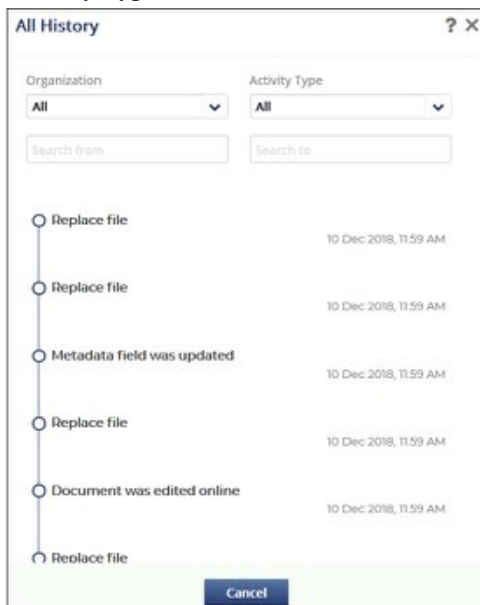 All History ? ×
Organization Activity Type
All All
Search from Search to
Replace file
10 Dec 2018, 11:59 AM
Replace file
10 Dec 2018, 11:59 AM
Metadata field was updated
10 Dec 2018, 11:59 AM
Replace file
10 Dec 2018, 11:59 AM
Document was edited online
10 Dec 2018, 11:59 AM
Replace file
Cancel